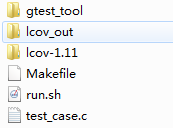 gtest_tool
lcov_out
lcov-1.11
Makefile
run.sh
test_case.c